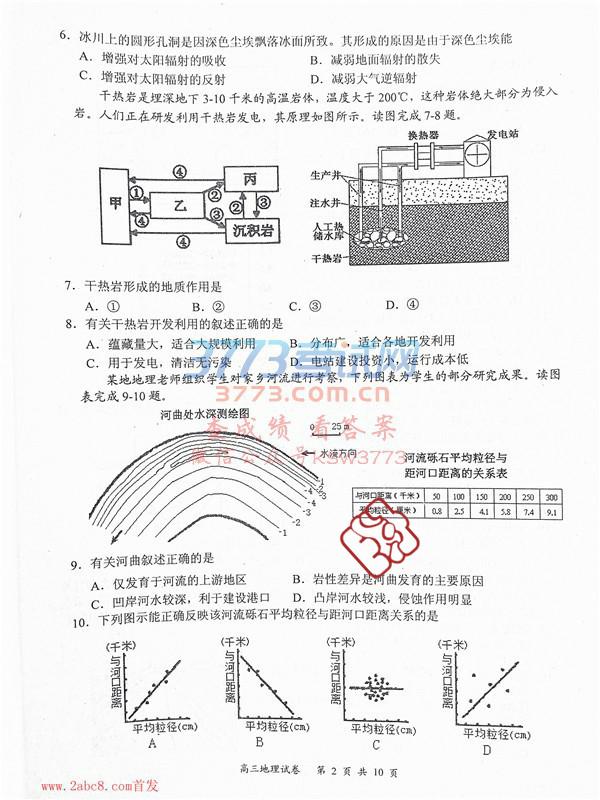 6. 冰川上的圆形孔洞是因深色尘埃飘落冰面所致。其形成的原因是由于深色尘埃能
A. 增强对太阳辐射的吸收 B. 减弱地面辐射的散失
C. 增强对太阳辐射的反射 D. 减弱大气逆辐射
干热岩是埋深地下3-10千米的高温岩体，温度大于200℃，这种岩体绝大部分为侵入
岩。人们正在研发利用干热岩发电，其原理如图所示。读图完成7-8题。
换热器 发电站
④
甲 ① ① 乙 ② 丙 ② ③ ③ 沉积岩
④
④
生产井
注水井
人工热
储水库
干热岩
7. 干热岩形成的地质作用是
A. ① B. ② C. ③ D. ④
8. 有关干热岩开发利用的叙述正确的是
A. 蕴藏量大，适合大规模利用 B. 分布广，适合各地开发利用
C. 用于发电，清洁无污染 D. 电站建设投资小，运行成本低
3773考试网
3773.com.cn
查成绩 看答案
微信公众号KSW3773
某地地理老师组织学生对家乡河流进行考察，下列图表为学生的部分研究成果。读图
表完成9-10题。
河曲处水深测绘图
0 25m
水流方向
-1
-2
-3
-4
-5
-4
-3
-2
-1
河流砾石平均粒径与
距河口距离的关系表
与河口距离（千米） 50 100 150 200 250 300
平均粒径（厘米） 0.8 2.5 4.1 5.8 7.4 9.1
9. 有关河曲叙述正确的是
A. 仅发育于河流的上游地区 B. 岩性差异是河曲发育的主要原因
C. 凹岸河水较深，利于建设港口 D. 凸岸河水较浅，侵蚀作用明显
10. 下列图示能正确反映该河流砾石平均粒径与距河口距离关系的是
(千米) (千米) (千米) (千米)
与河口距离 与河口距离 与河口距离 与河口距离
平均粒径(cm) 平均粒径(cm) 平均粒径(cm) 平均粒径(cm)
A B C D
高三地理试卷 第 2 页 共 10 页
www.2abc8.com首发